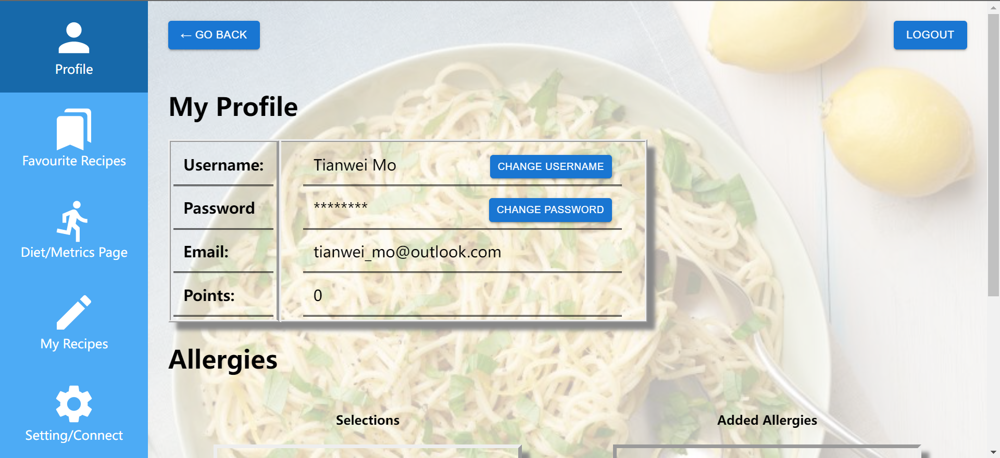 Profile
Favourite Recipes
Diet/Metrics Page
My Recipes
Setting/Connect
← GO BACK
LOGOUT
My Profile
Username: Tianwei Mo CHANGE USERNAME
Password ******** CHANGE PASSWORD
Email: tianwei_mo@outlook.com
Points: 0
Allergies
Selections
Added Allergies